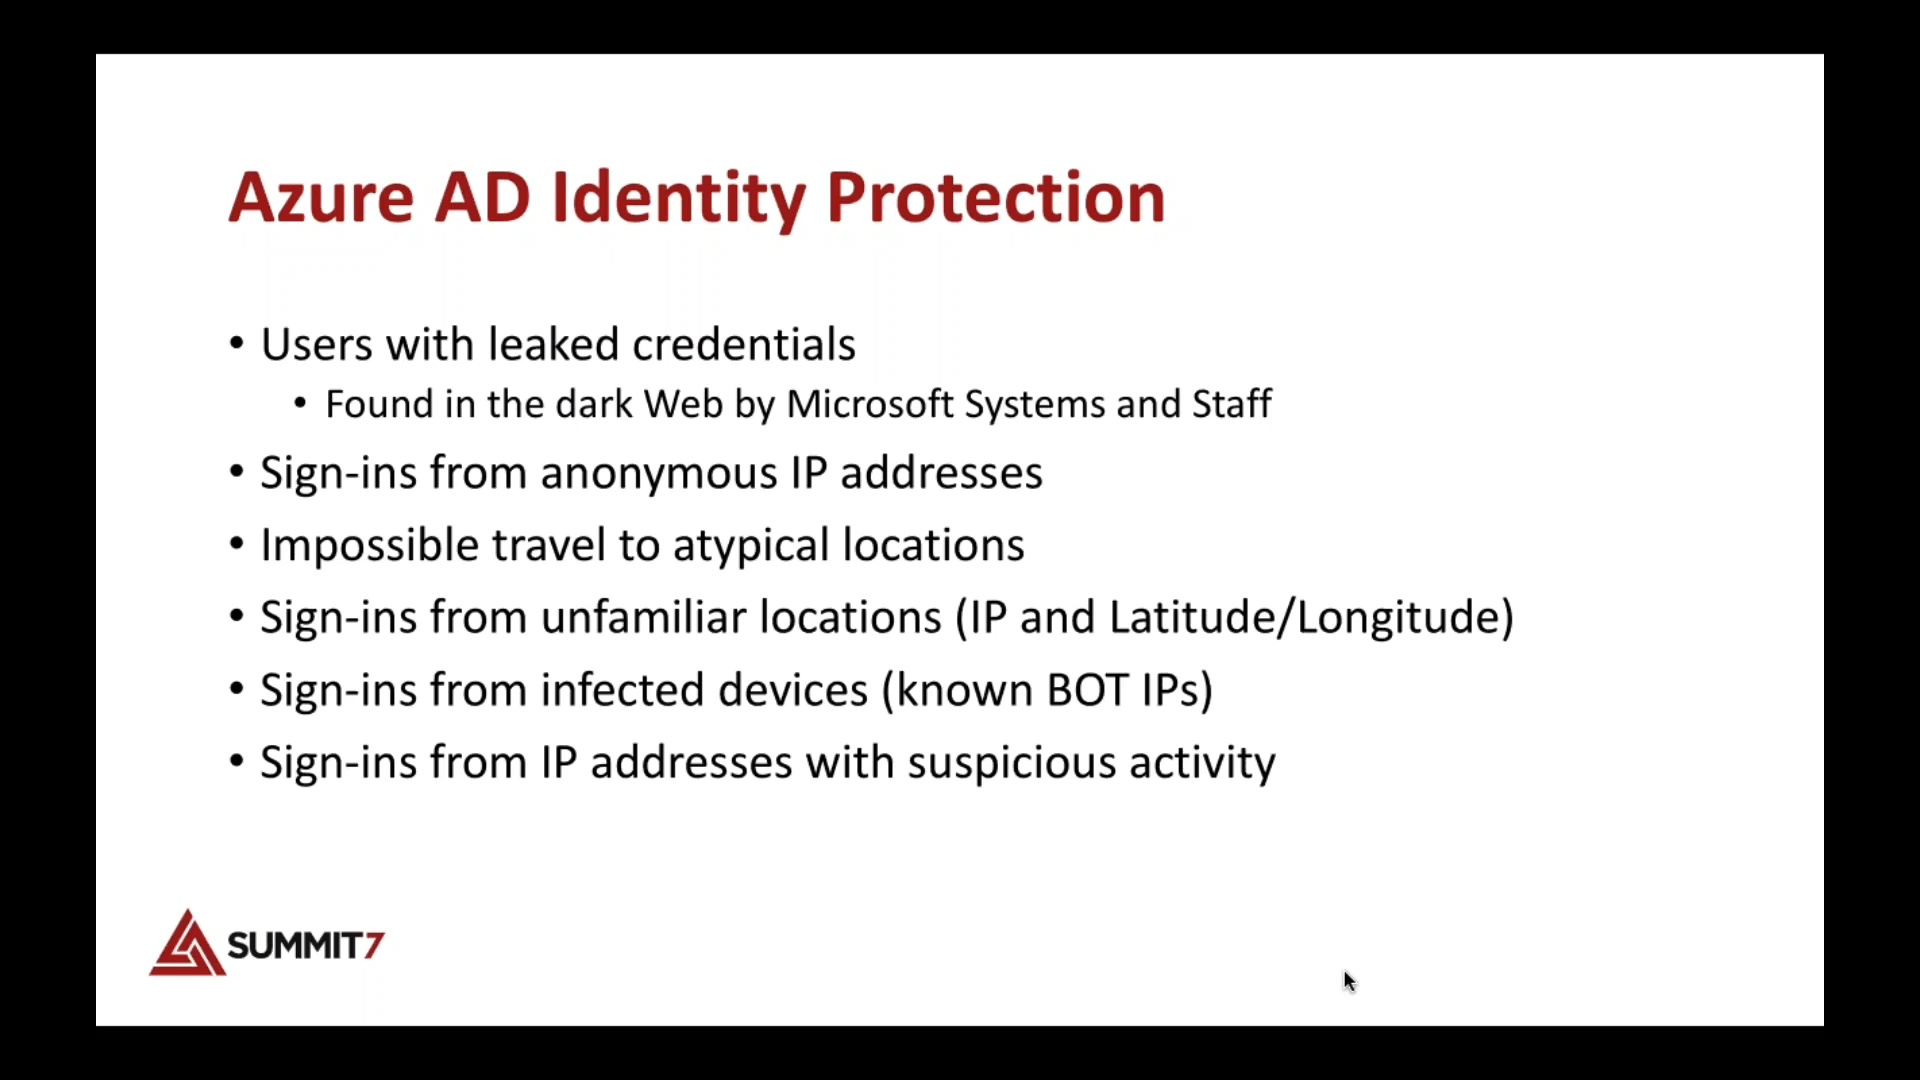 Azure AD Identity Protection
• Users with leaked credentials
• Found in the dark Web by Microsoft Systems and Staff
• Sign-ins from anonymous IP addresses
• Impossible travel to atypical locations
• Sign-ins from unfamiliar locations (IP and Latitude/Longitude)
• Sign-ins from infected devices (known BOT IPs)
• Sign-ins from IP addresses with suspicious activity
SUMMIT7